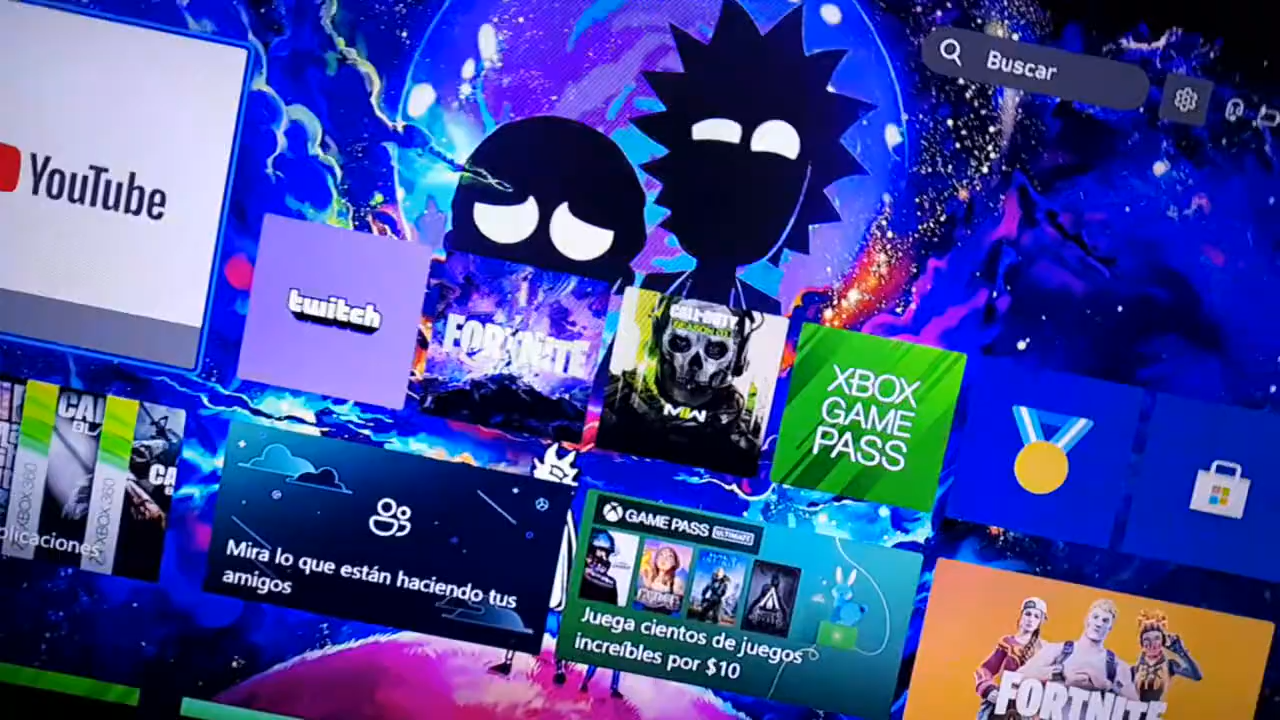 Buscar
YouTube
twitch
FORTNITE
CALL OF DUTY
MW
XBOX
GAME
PASS
XBOX 360
XBOX 360
plicaciones
Mira lo que están haciendo tus
amigos
GAME PASS ULTIMATE
Juega cientos de juegos
increíbles por $10
FORTNITE